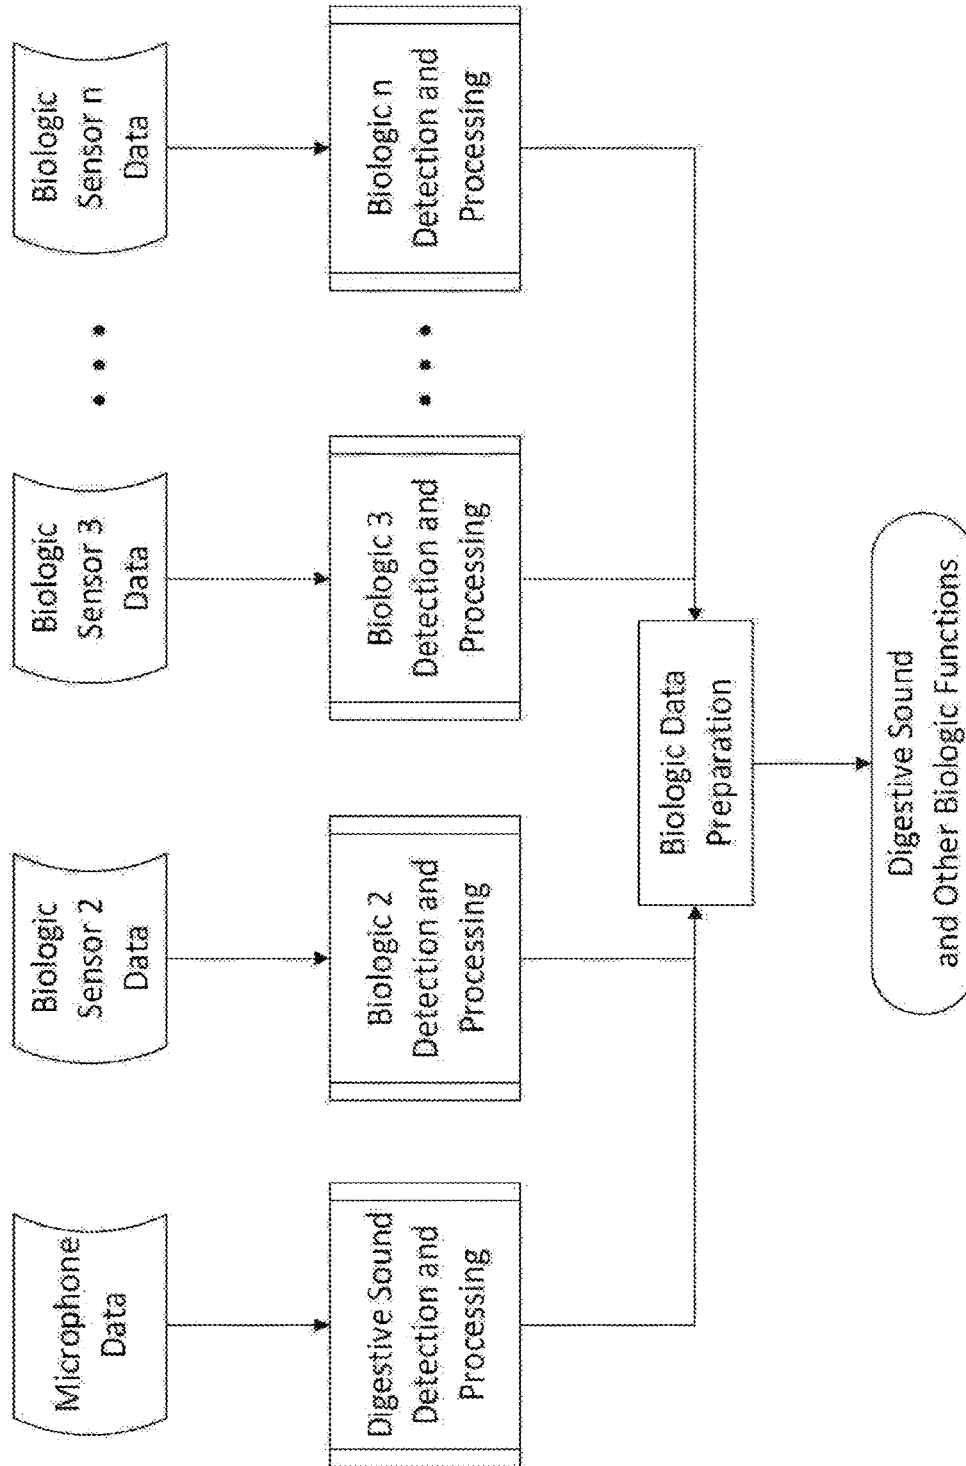 Microphone
Data
Biologic
Sensor 2
Data
Biologic
Sensor 3
Data
Biologic
Sensor n
Data
Digestive Sound
Detection and
Processing
Biologic 2
Detection and
Processing
Biologic 3
Detection and
Processing
Biologic n
Detection and
Processing
Biologic Data
Preparation
Digestive Sound
and Other Biologic Functions